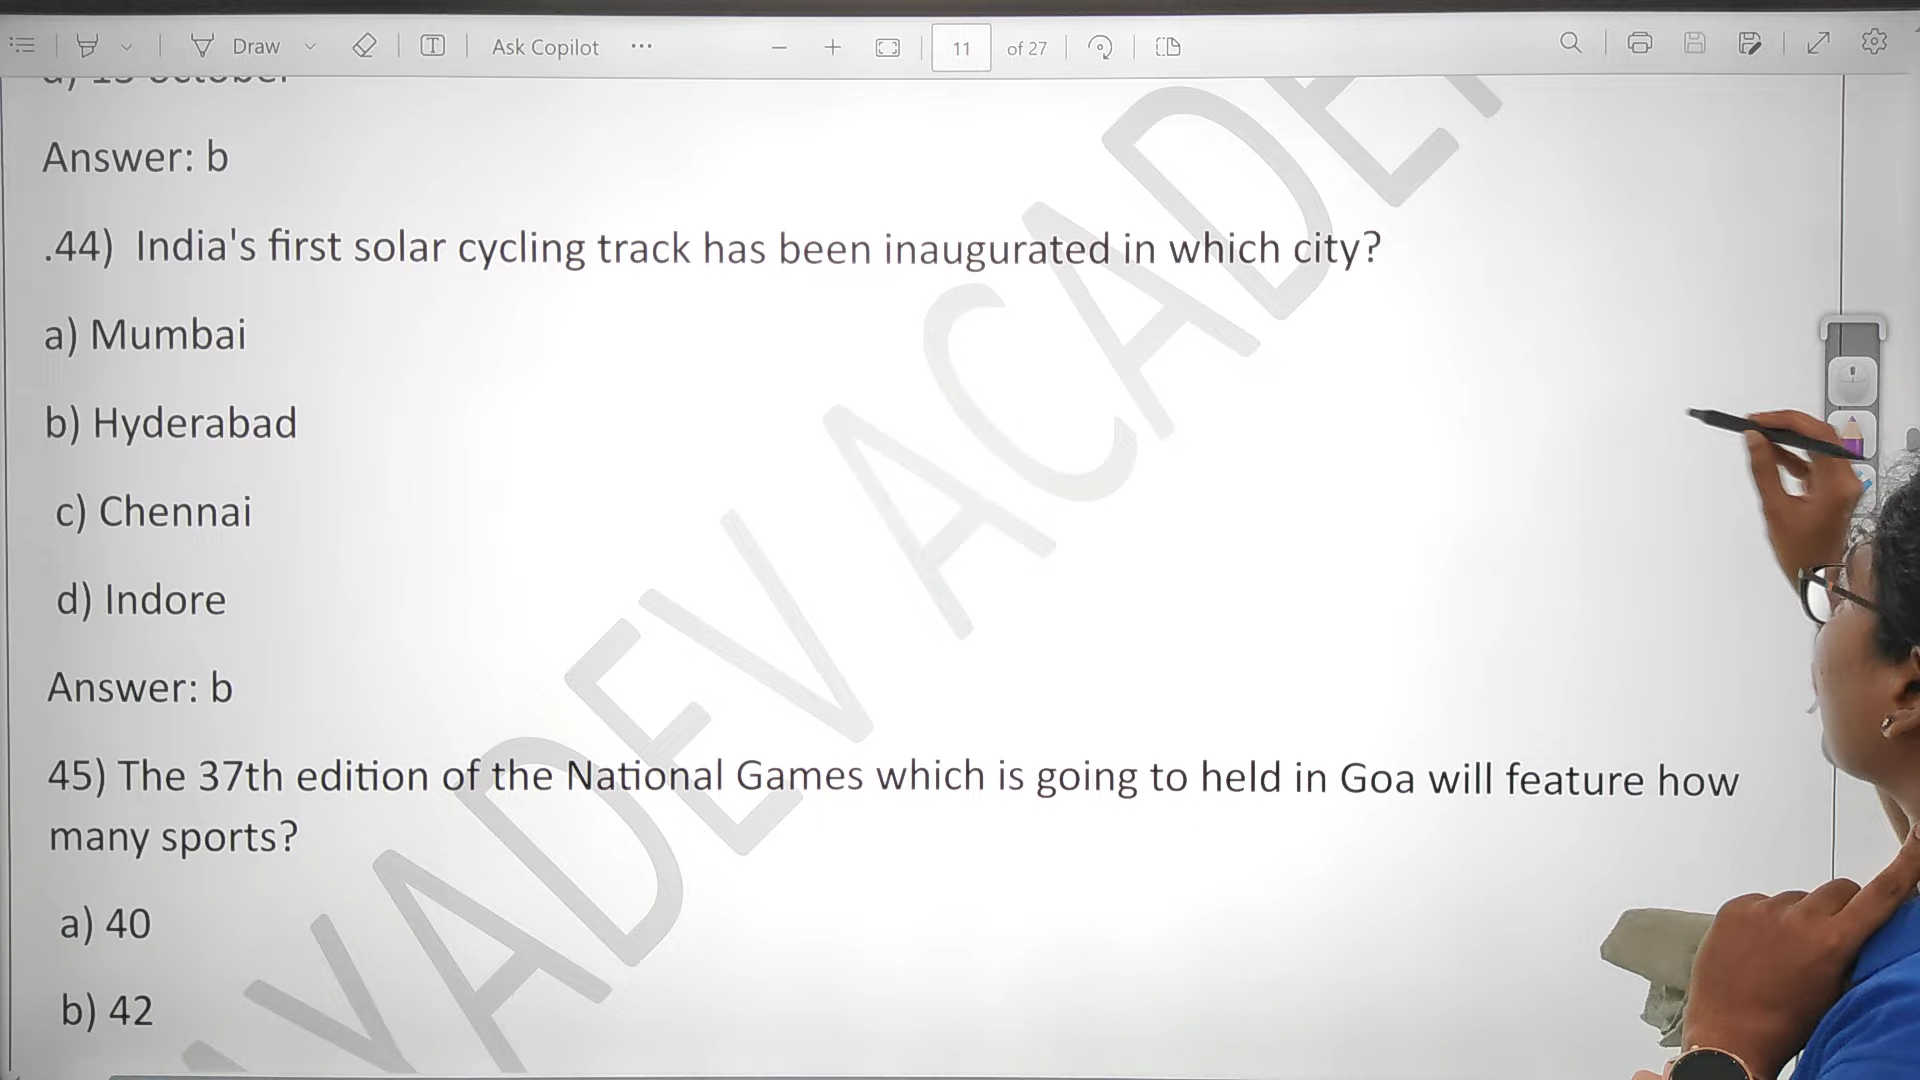 Draw
Ask Copilot
11 of 27
d) 15 october
Answer: b
.44) India's first solar cycling track has been inaugurated in which city?
a) Mumbai
b) Hyderabad
c) Chennai
d) Indore
Answer: b
45) The 37th edition of the National Games which is going to held in Goa will feature how
many sports?
a) 40
b) 42